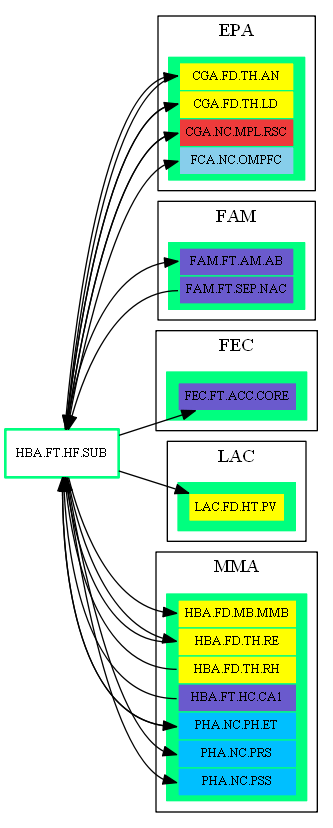 EPA
CGA.FD.TH.AN
CGA.FD.TH.LD
CGA.NC.MPL.RSC
FCA.NC.OMPFC
FAM
FAM.FT.AM.AB
FAM.FT.SEP.NAC
FEC
FEC.FT.ACC.CORE
HBA.FT.HF.SUB
LAC
LAC.FD.HT.PV
MMA
HBA.FD.MB.MMB
HBA.FD.TH.RE
HBA.FD.TH.RH
HBA.FT.HC.CA1
PHA.NC.PH.ET
PHA.NC.PRS
PHA.NC.PSS